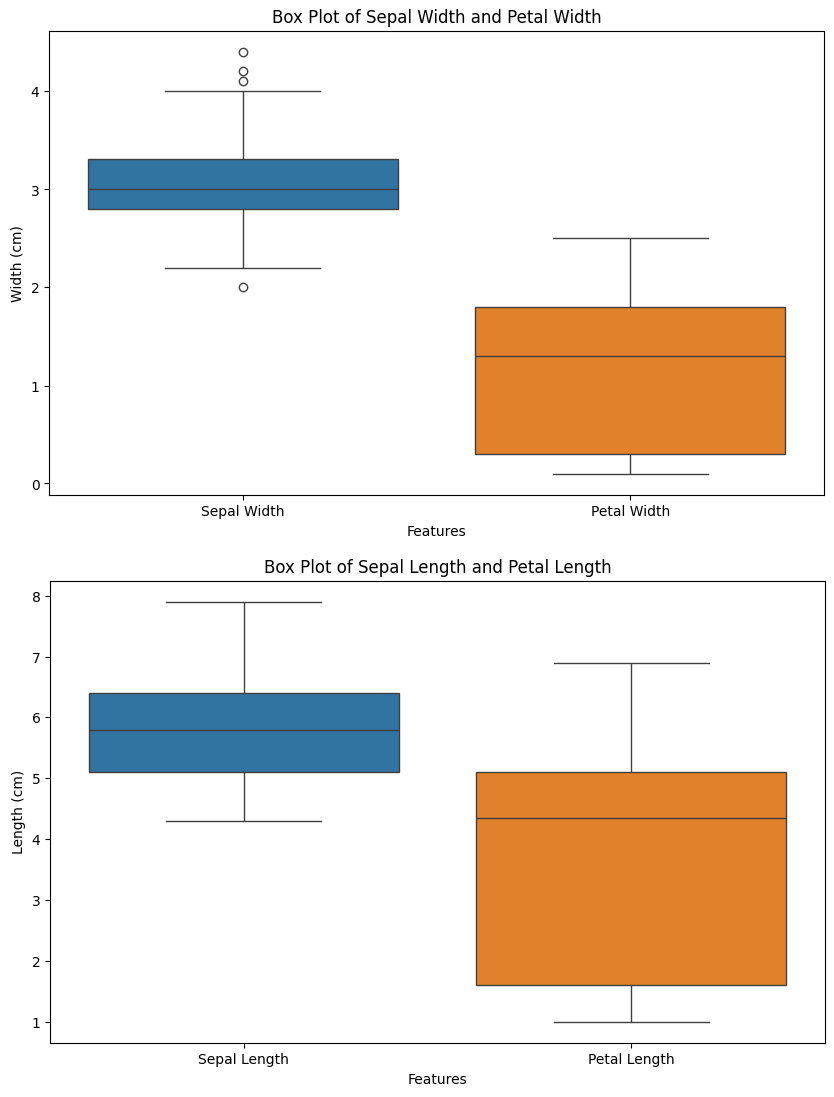 Box Plot of Sepal Width and Petal Width
4
3
2
1
0
Width (cm)
Sepal Width Petal Width
Features
Box Plot of Sepal Length and Petal Length
8
7
6
5
4
3
2
1
Length (cm)
Sepal Length Petal Length
Features